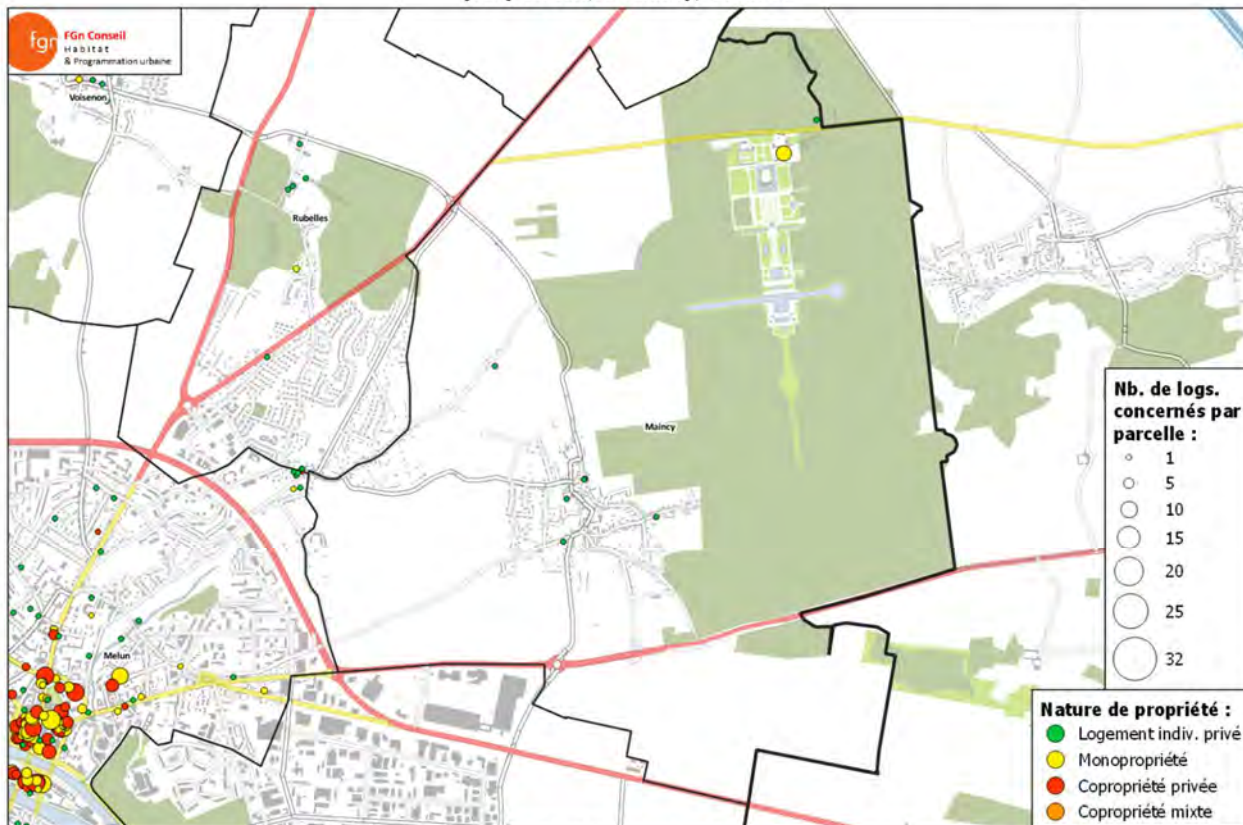 fgn
FGn Conseil
Habitat
& Programmation urbaine
Voisenon
Rubelles
Maincy
Melun
Nb. de logs.
concernés par
parcelle :
1
5
10
15
20
25
32
Nature de propriété :
Logement indiv. privé
Monopropriété
Copropriété privée
Copropriété mixte